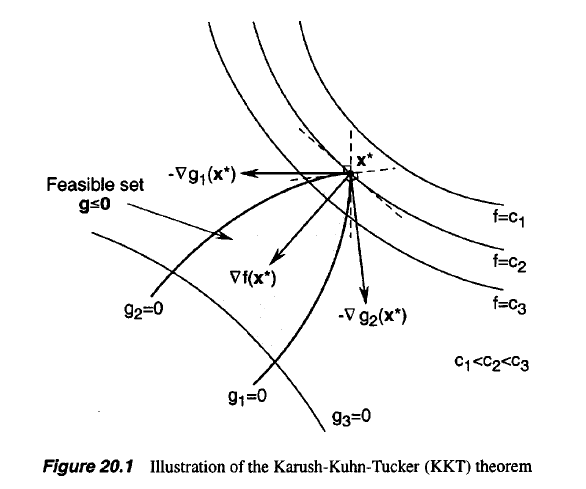 x*
-∇g₁(x*)
Feasible set
g≤0
f=c₁
f=c₂
∇f(x*)
f=c₃
g₂=0
-∇g₂(x*)
c₁<c₂<c₃
g₁=0
g₃=0
Figure 20.1 Illustration of the Karush-Kuhn-Tucker (KKT) theorem